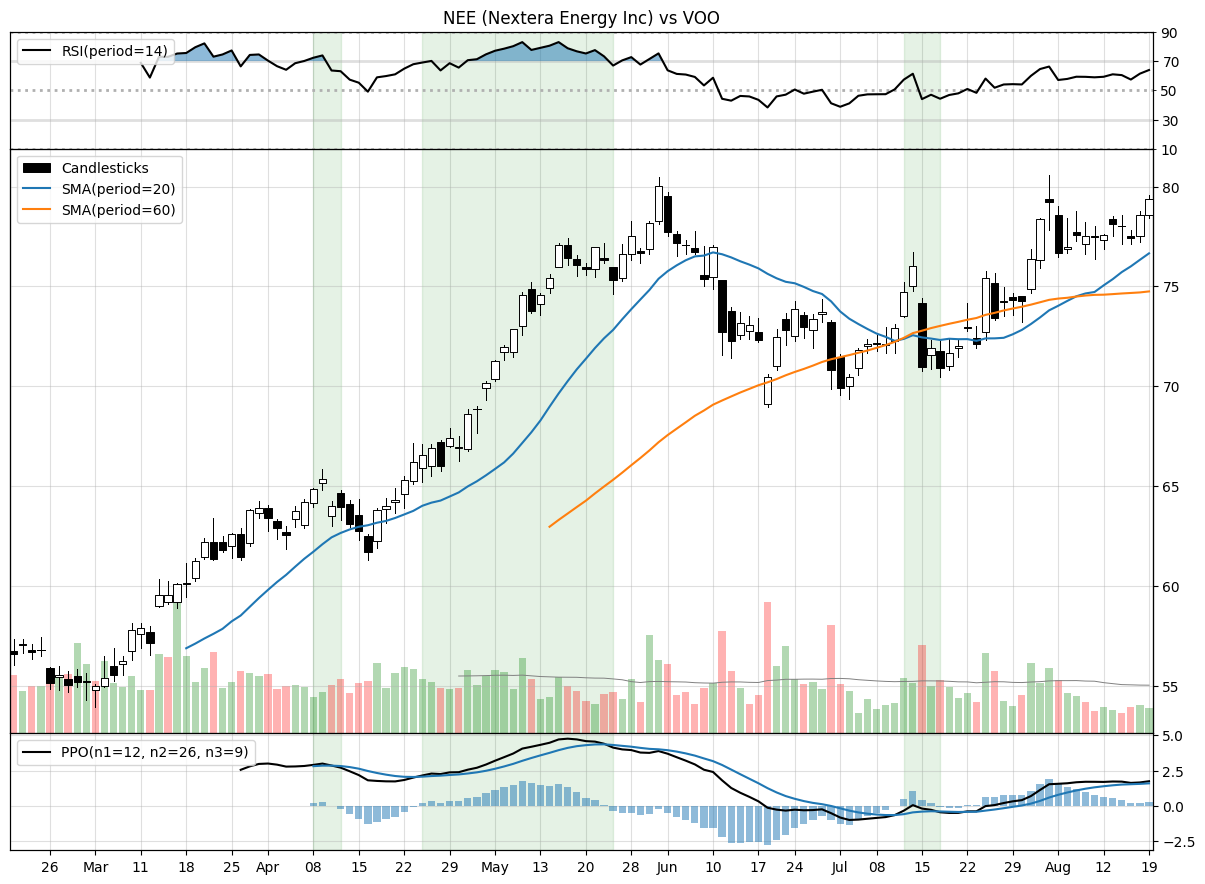 NEE (Nextera Energy Inc) vs VOO
RSI(period=14)
90
70
50
30
10
Candlesticks
SMA(period=20)
SMA(period=60)
80
75
70
65
60
55
PPO(n1=12, n2=26, n3=9)
5.0
2.5
0.0
−2.5
26 Mar 11 18 25 Apr 08 15 22 29 May 13 20 28 Jun 10 17 24 Jul 08 15 22 29 Aug 12 19